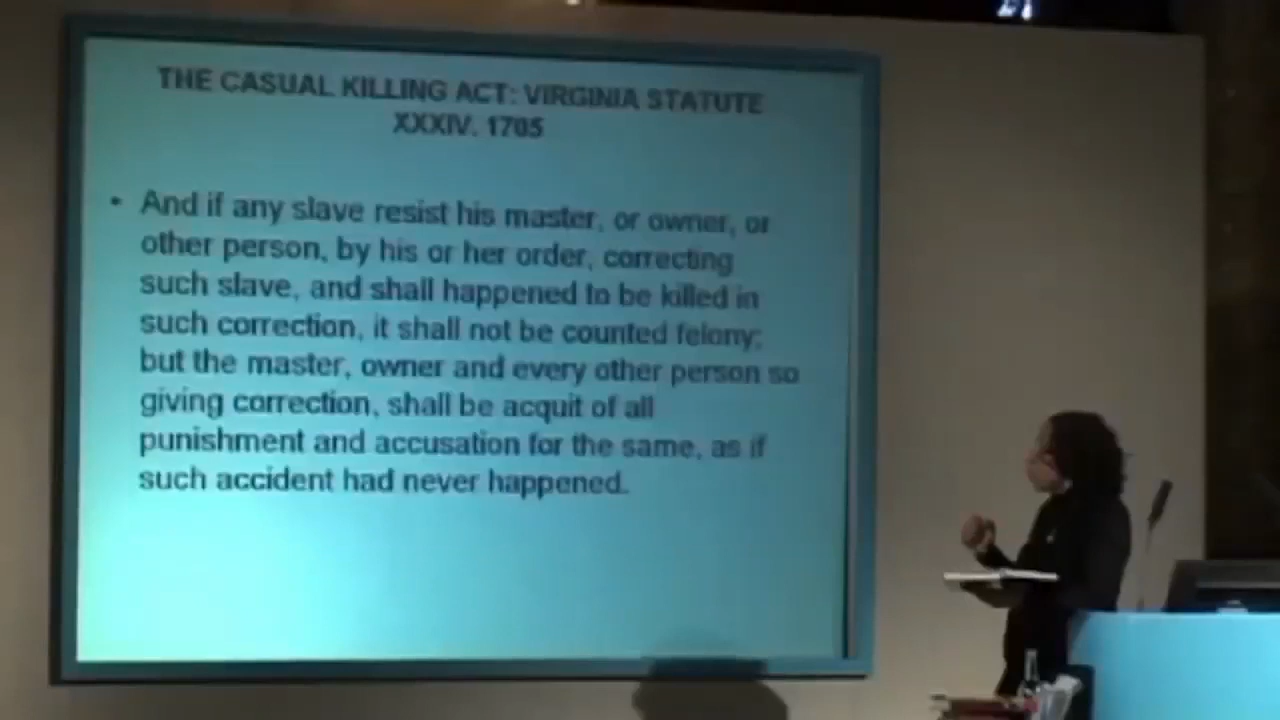 THE CASUAL KILLING ACT: VIRGINIA STATUTE
XXXIV. 1705
• And if any slave resist his master, or owner, or
other person, by his or her order, correcting
such slave, and shall happened to be killed in
such correction, it shall not be counted felony;
but the master, owner and every other person so
giving correction, shall be acquit of all
punishment and accusation for the same, as if
such accident had never happened.